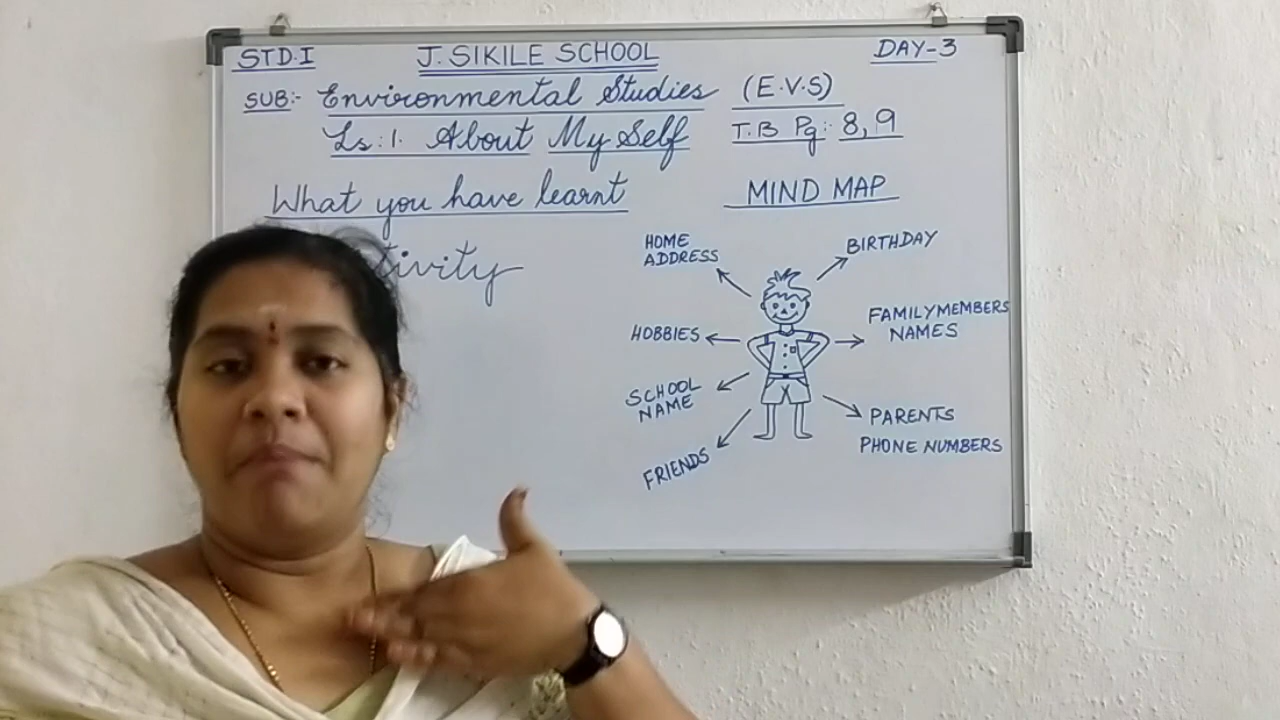 STD.I J. SIKILE SCHOOL DAY-3
SUB:- Environmental Studies (E.V.S)
Ls:1. About My Self T.B Pg: 8,9
What you have learnt
tivity
MIND MAP
HOME
ADDRESS
BIRTHDAY
HOBBIES
FAMILYMEMBERS
NAMES
SCHOOL
NAME
PARENTS
PHONE NUMBERS
FRIENDS